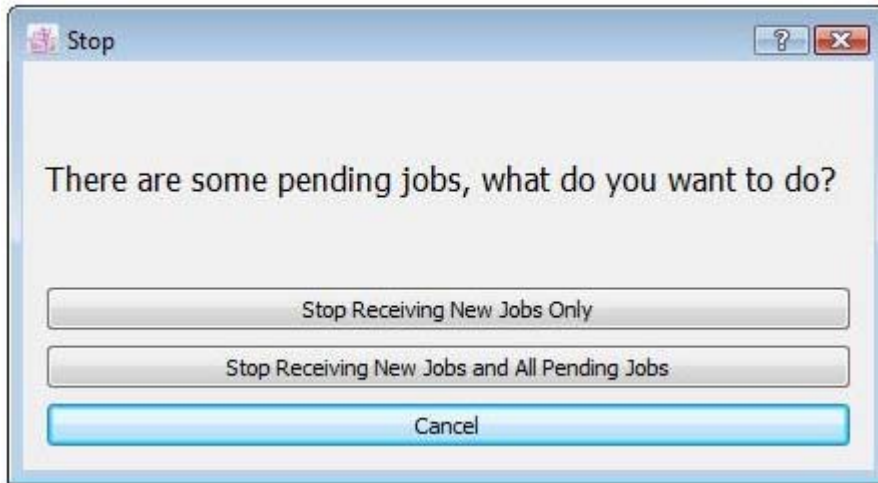 Stop
There are some pending jobs, what do you want to do?
Stop Receiving New Jobs Only
Stop Receiving New Jobs and All Pending Jobs
Cancel